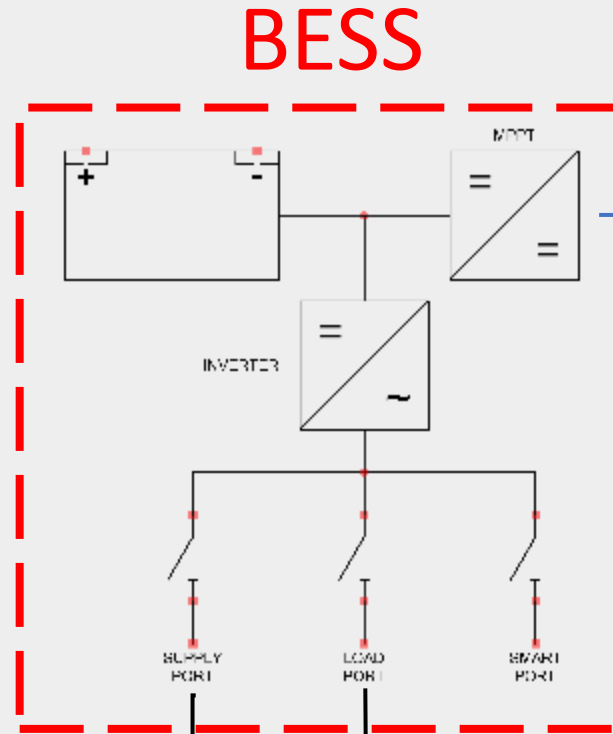 BESS
MPPT
+ -
=
=
=
INVERTER
~
SUPPLY LOAD SMART
PORT PORT PORT